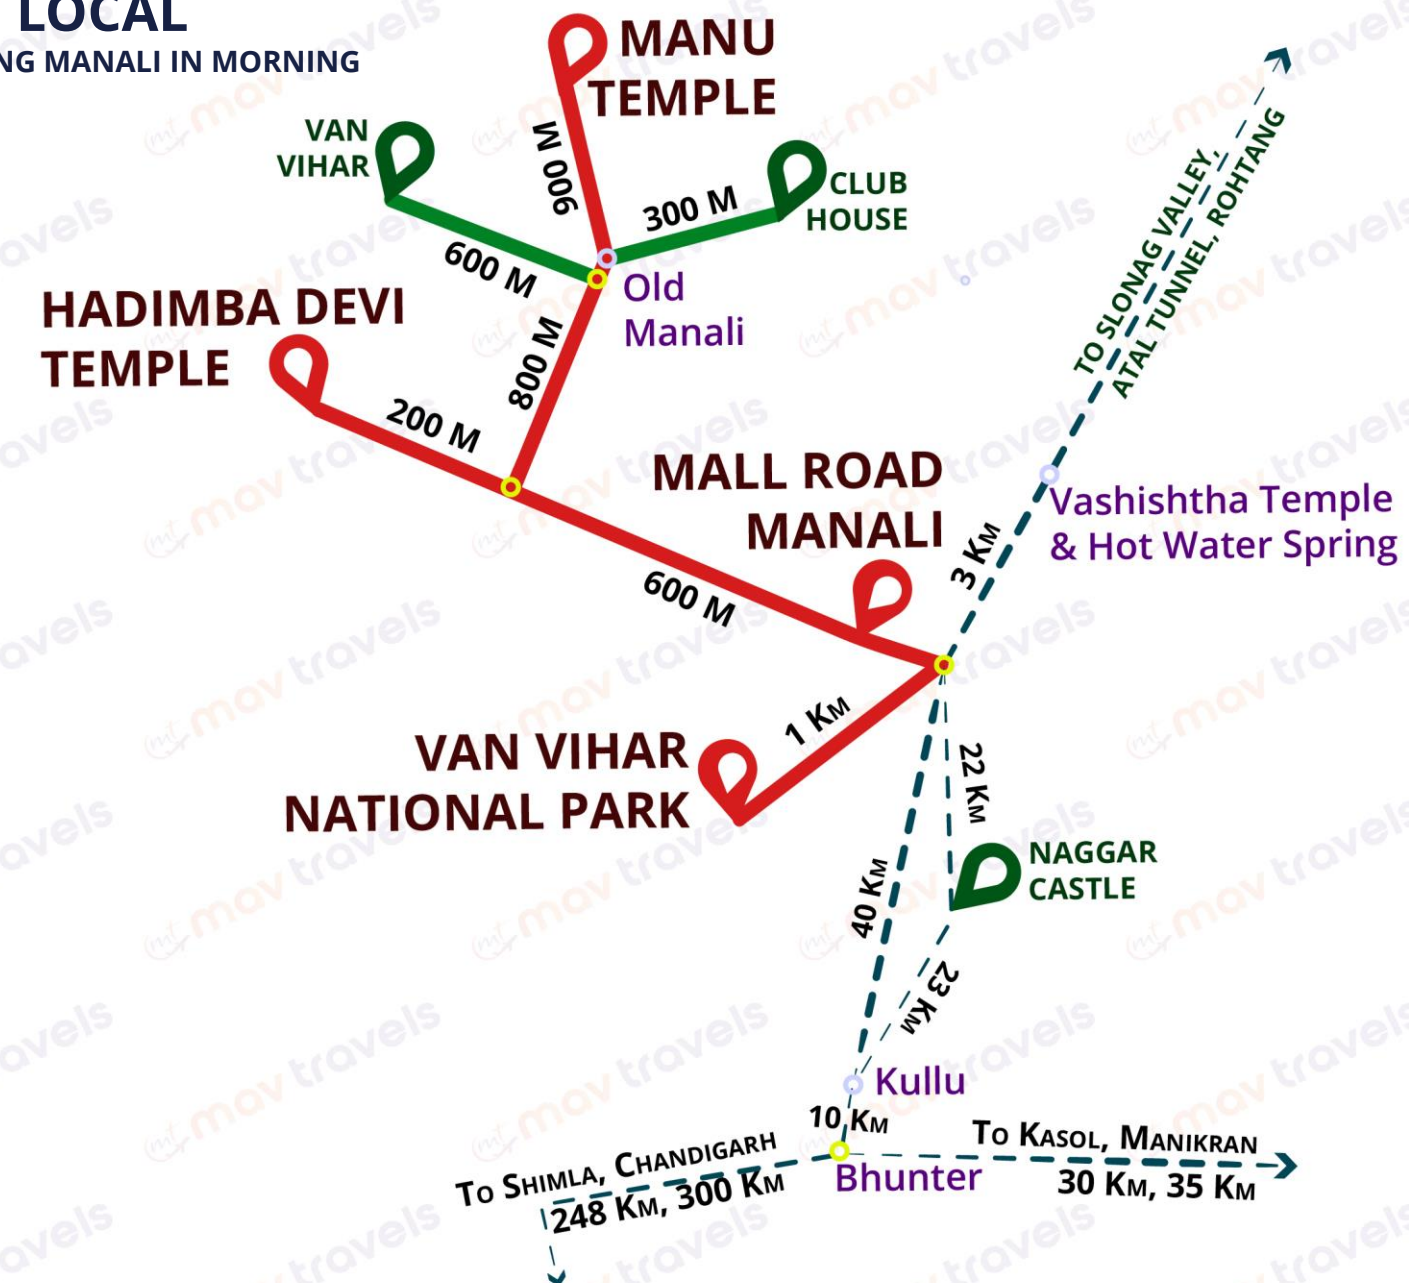 LOCAL
NG MANALI IN MORNING
MANU
TEMPLE
VAN
VIHAR
900 M
CLUB
HOUSE
300 M
600 M
Old
Manali
HADIMBA DEVI
TEMPLE
800 M
200 M
TO SLONAG VALLEY,
ATAL TUNNEL, ROHTANG
MALL ROAD
MANALI
Vashishtha Temple
& Hot Water Spring
3 KM
600 M
1 KM
VAN VIHAR
NATIONAL PARK
22 KM
NAGGAR
CASTLE
40 KM
23 KM
Kullu
10 KM
TO SHIMLA, CHANDIGARH
248 KM, 300 KM
Bhunter
TO KASOL, MANIKRAN
30 KM, 35 KM
mt mav travels